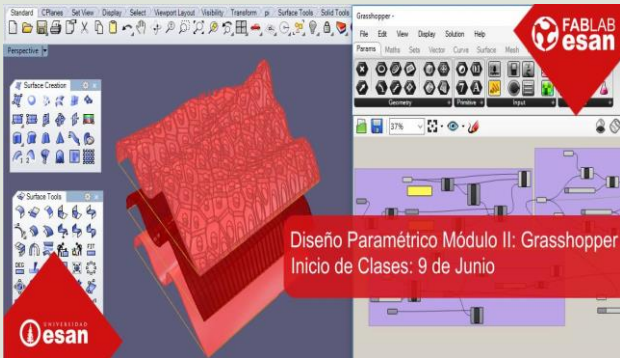 Standard CPlanes Set View Display Select Viewport Layout Visibility Transform pi Surface Tools Solid Tools
Perspective
Surface Creation
Surface Tools
Grasshopper -
File Edit View Display Solution Help
Params Maths Sets Vector Curve Surface Mesh
Geometry Primitive Input
37%
FABLAB
esan
Diseño Paramétrico Módulo II: Grasshopper
Inicio de Clases: 9 de Junio
UNIVERSIDAD
esan